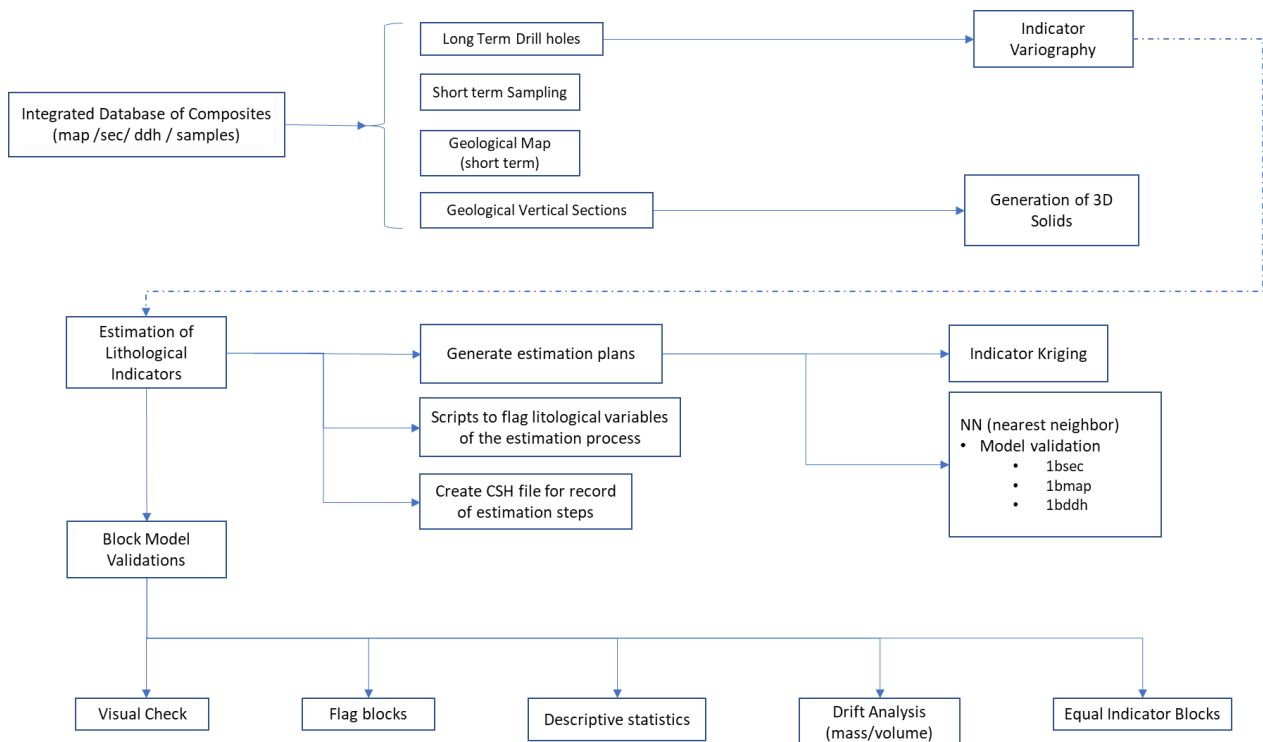 Long Term Drill holes
Indicator
Variography
Short term Sampling
Integrated Database of Composites
(map /sec/ ddh / samples)
Geological Map
(short term)
Geological Vertical Sections
Generation of 3D
Solids
Estimation of
Lithological
Indicators
Generate estimation plans
Indicator Kriging
Scripts to flag litological variables
of the estimation process
NN (nearest neighbor)
• Model validation
• 1bsec
• 1bmap
• 1bddh
Create CSH file for record
of estimation steps
Block Model
Validations
Visual Check
Flag blocks
Descriptive statistics
Drift Analysis
(mass/volume)
Equal Indicator Blocks